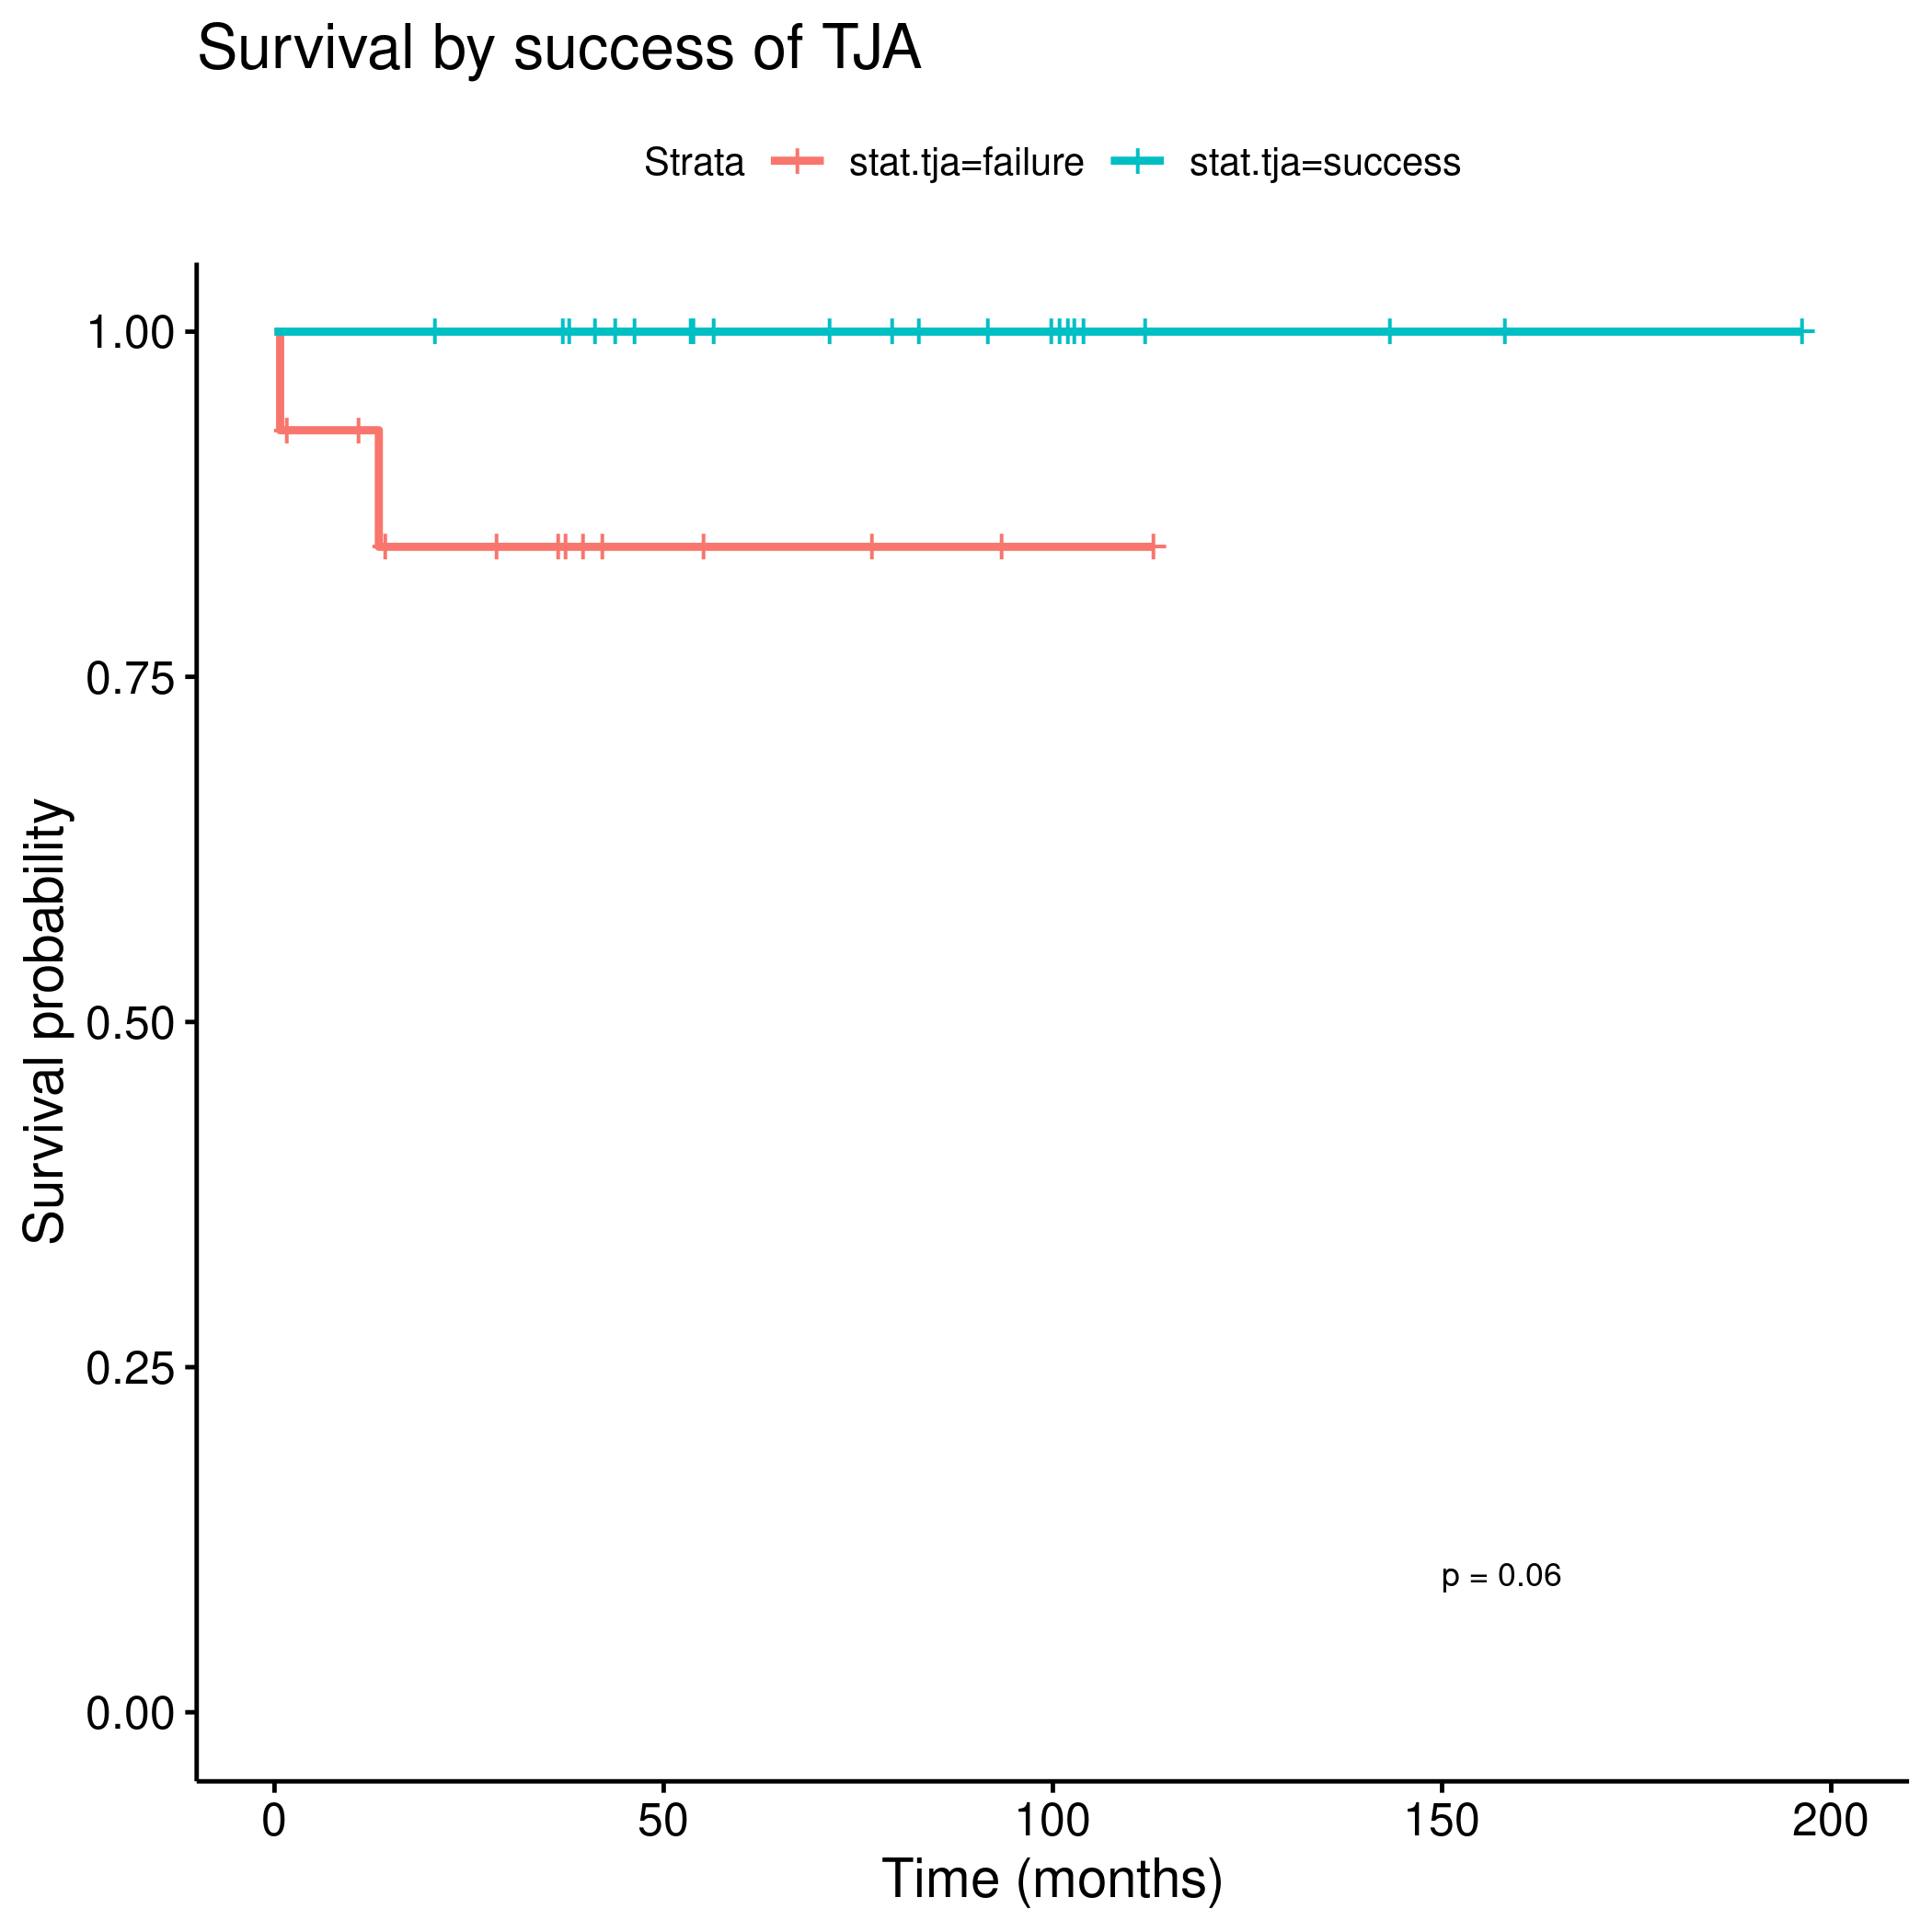 Survival by success of TJA
Strata stat.tja=failure stat.tja=success
1.00
0.75
0.50
0.25
0.00
Survival probability
p = 0.06
0 50 100 150 200
Time (months)